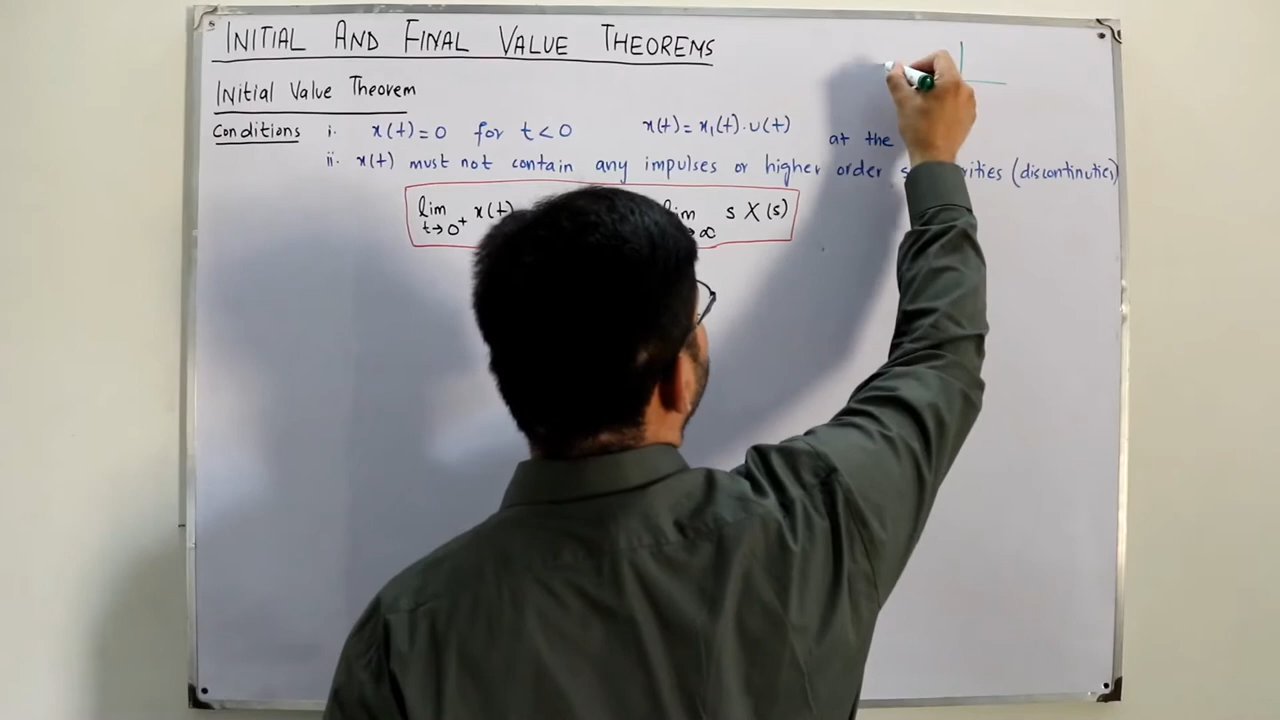 INITIAL AND FINAL VALUE THEOREMS
Initial Value Theorem
Conditions i. x(t) = 0 for t < 0 x(t) = x₁(t) . u(t)
at the
ii. x(t) must not contain any impulses or higher order (discontinuties)
lim t→0⁺ x(t) lim ∞ s X(s)